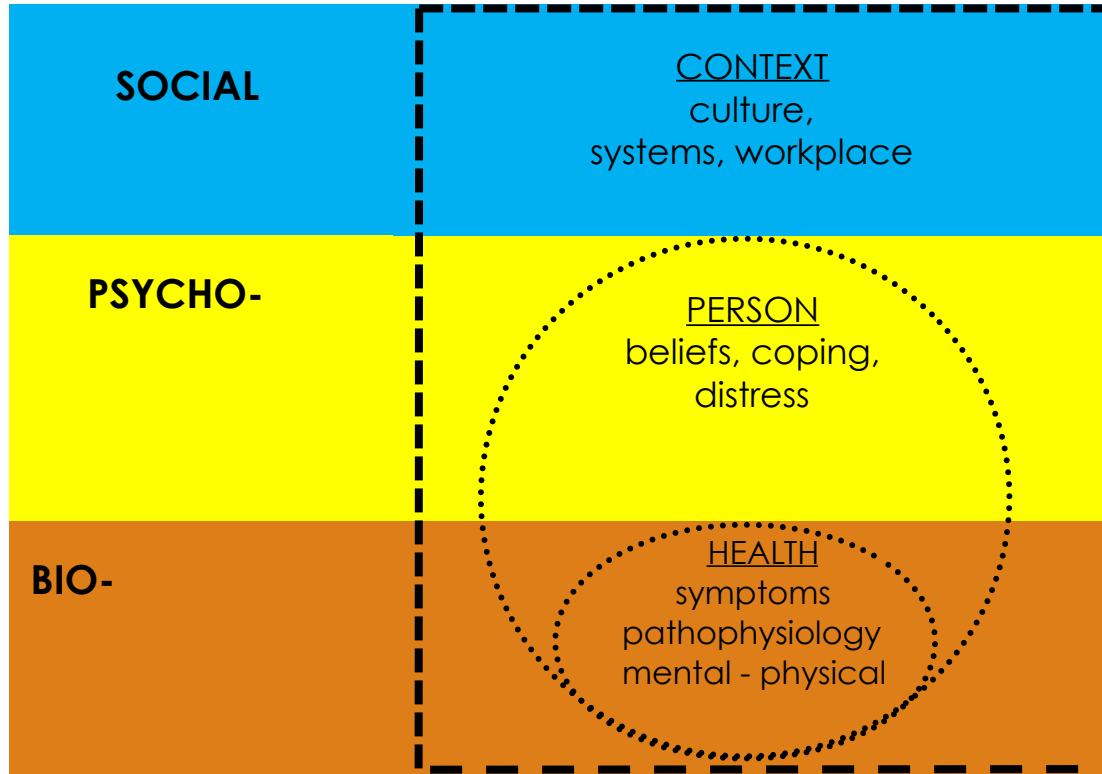 SOCIAL
CONTEXT
culture,
systems, workplace
PSYCHO-
PERSON
beliefs, coping,
distress
BIO-
HEALTH
symptoms
pathophysiology
mental - physical